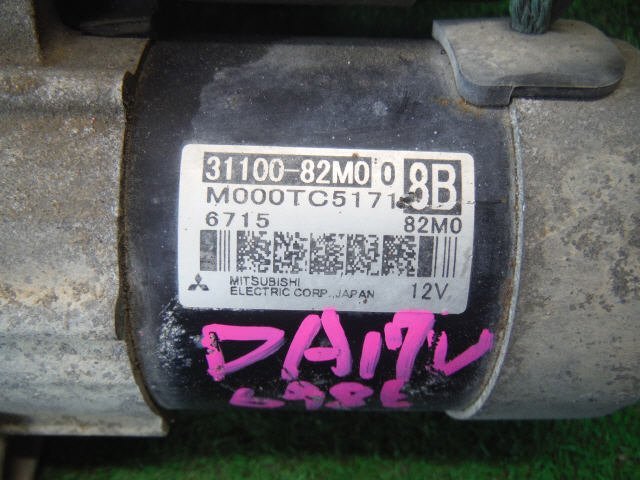 31100-82M0 0 8B
M000TC5171
6715 82M0
MITSUBISHI
ELECTRIC CORP., JAPAN 12V
DA17V